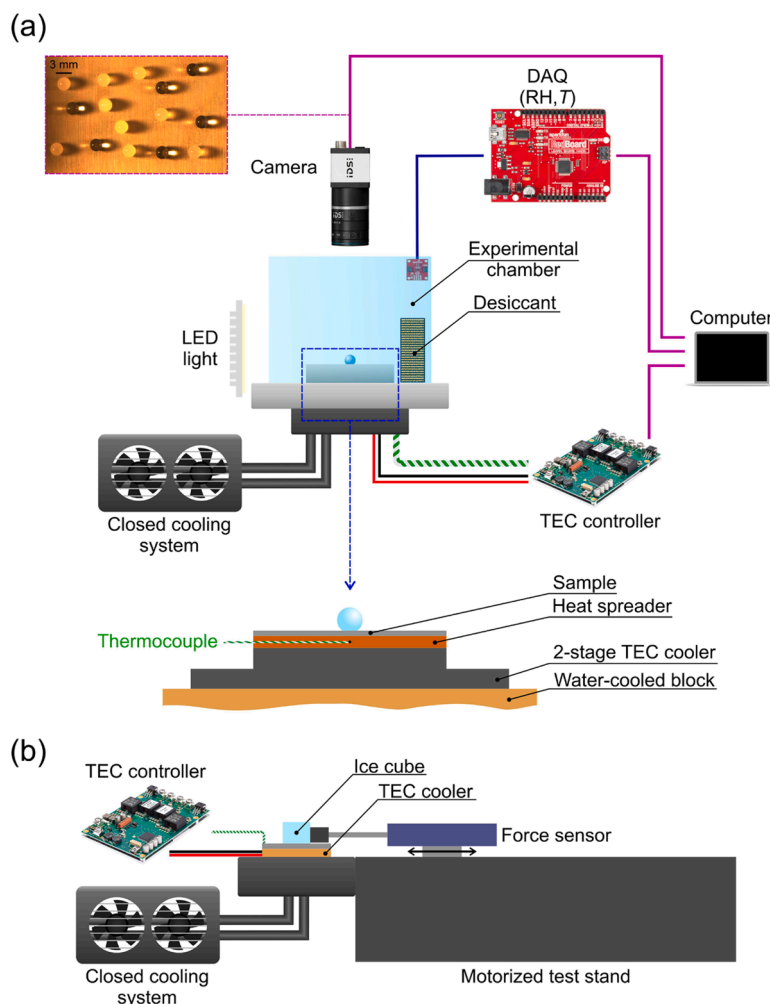 (a)
3 mm
DAQ
(RH,T)
RedBoard
Camera
iDS:
Experimental
chamber
Desiccant
LED
light
Computer
Closed cooling
system
TEC controller
Sample
Heat spreader
Thermocouple
2-stage TEC cooler
Water-cooled block
(b)
TEC controller
Ice cube
TEC cooler
Force sensor
Closed cooling
system
Motorized test stand